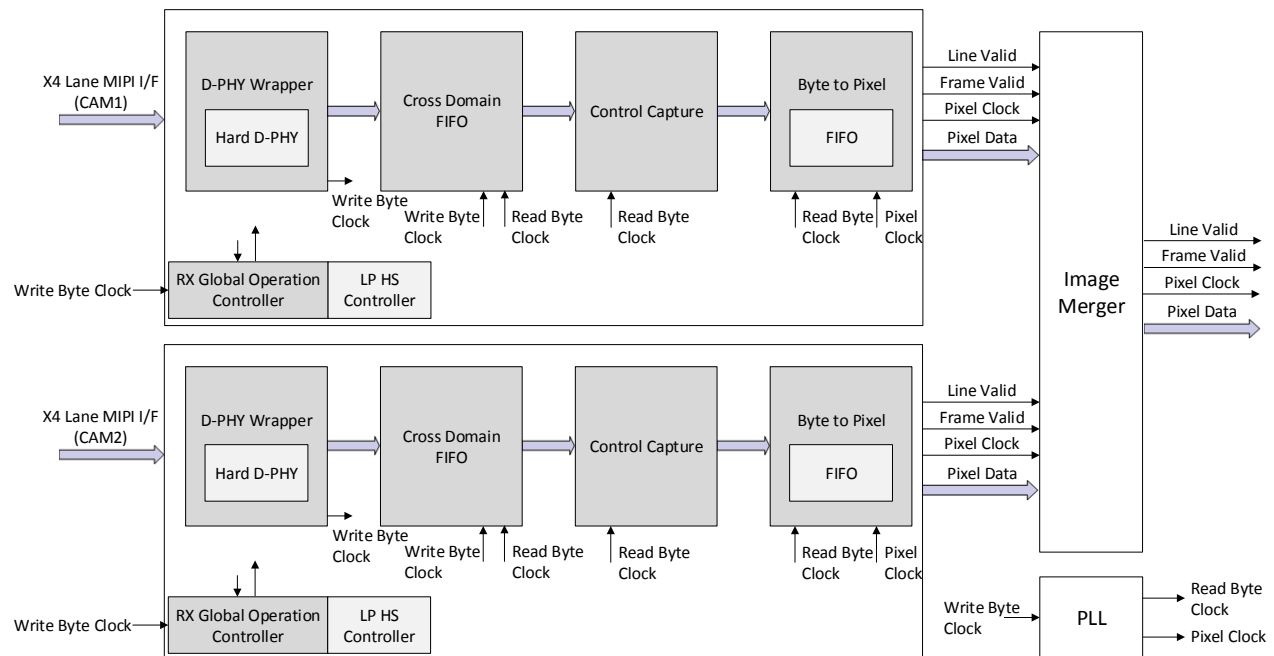 X4 Lane MIPI I/F
(CAM1)
D-PHY Wrapper
Hard D-PHY
Write Byte
Clock
Cross Domain
FIFO
Write Byte
Clock
Read Byte
Clock
Control Capture
Read Byte
Clock
Byte to Pixel
FIFO
Read Byte
Clock
Pixel
Clock
Line Valid
Frame Valid
Pixel Clock
Pixel Data
Write Byte Clock
RX Global Operation
Controller
LP HS
Controller
Image
Merger
Line Valid
Frame Valid
Pixel Clock
Pixel Data
X4 Lane MIPI I/F
(CAM2)
D-PHY Wrapper
Hard D-PHY
Write Byte
Clock
Cross Domain
FIFO
Write Byte
Clock
Read Byte
Clock
Control Capture
Read Byte
Clock
Byte to Pixel
FIFO
Read Byte
Clock
Pixel
Clock
Line Valid
Frame Valid
Pixel Clock
Pixel Data
Write Byte Clock
RX Global Operation
Controller
LP HS
Controller
Write Byte
Clock
PLL
Read Byte
Clock
Pixel Clock